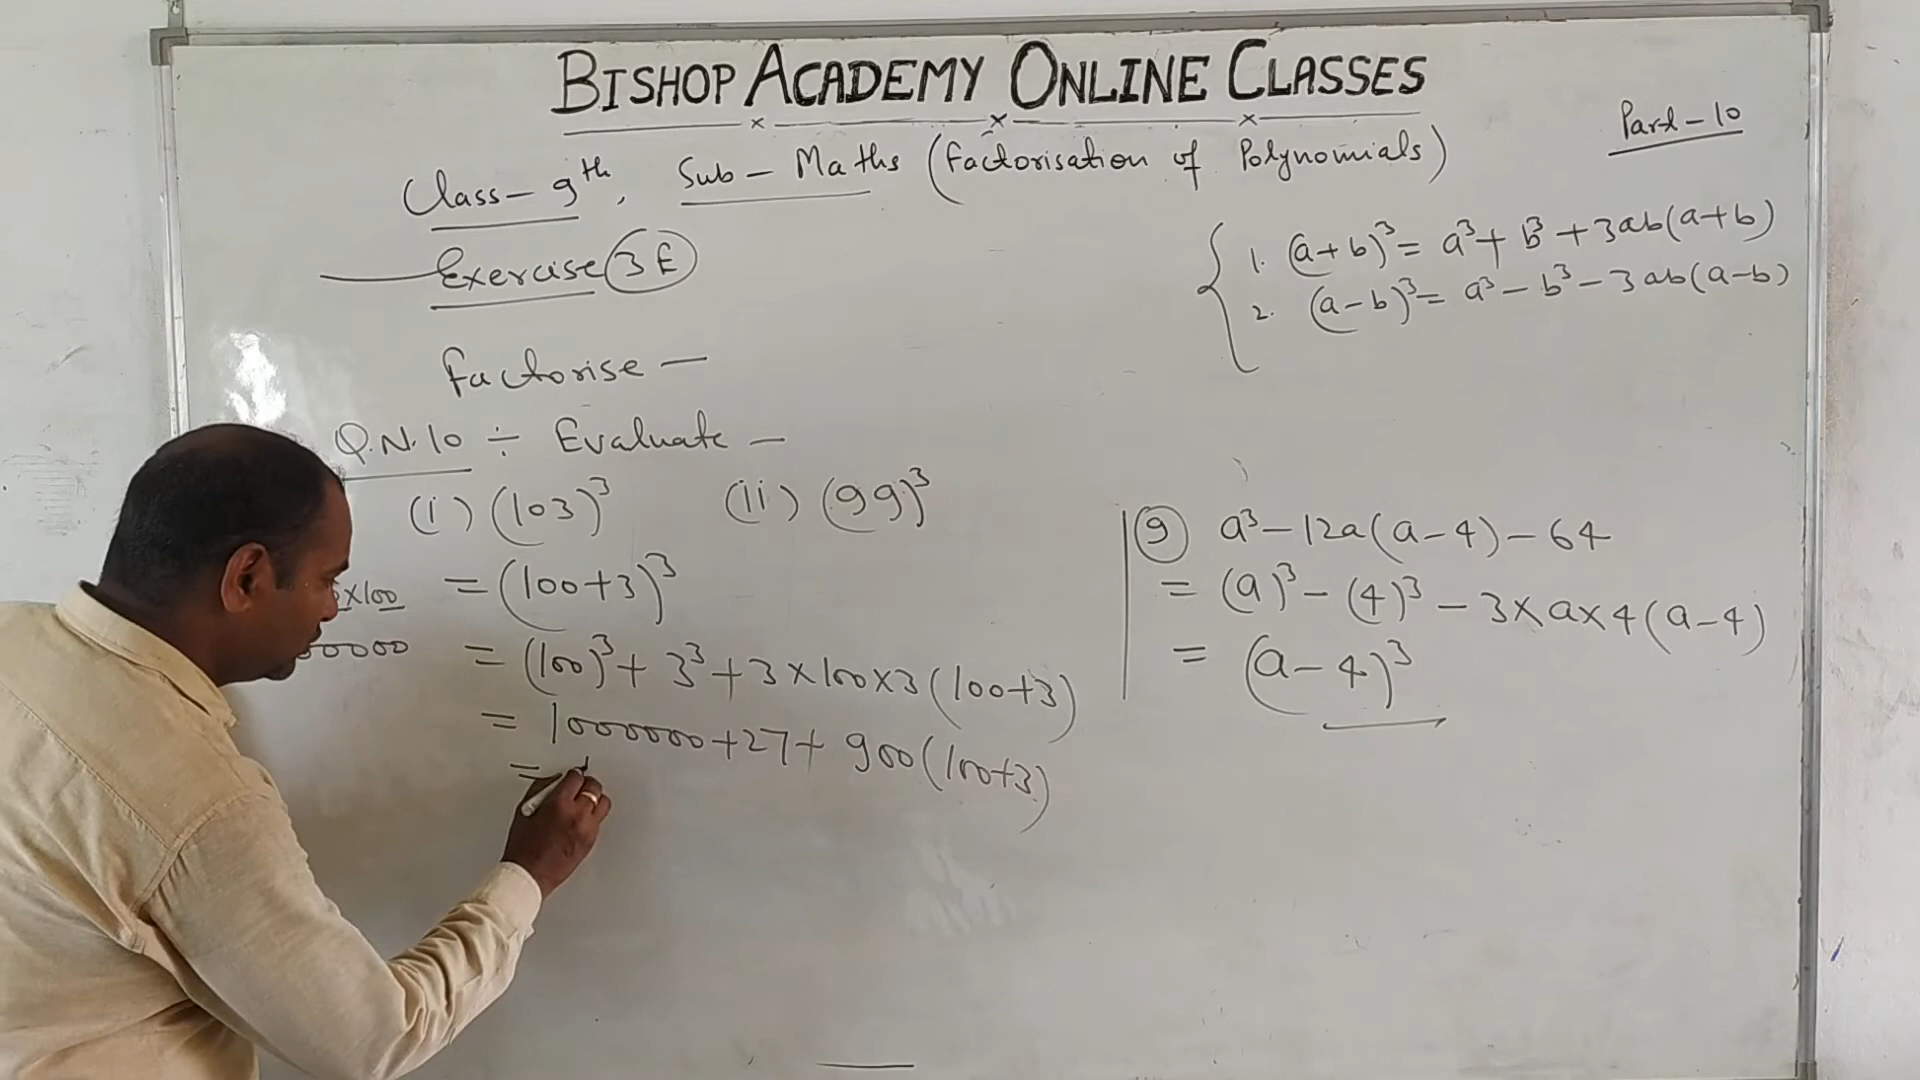 BISHOP ACADEMY ONLINE CLASSES
Part-10
Class-9th, Sub-Maths (Factorisation of Polynomials)
Exercise 3E
1. (a+b)³ = a³+b³+3ab(a+b)
2. (a-b)³ = a³-b³-3ab(a-b)
Factorise-
Q.N.10 ÷ Evaluate-
(i) (103)³ (ii) (99)³
= (100+3)³
= (100)³+3³+3×100×3(100+3)
= 1000000+27+900(100+3)
=
×100
00000
9 a³-12a(a-4)-64
= (a)³-(4)³-3×a×4(a-4)
= (a-4)³